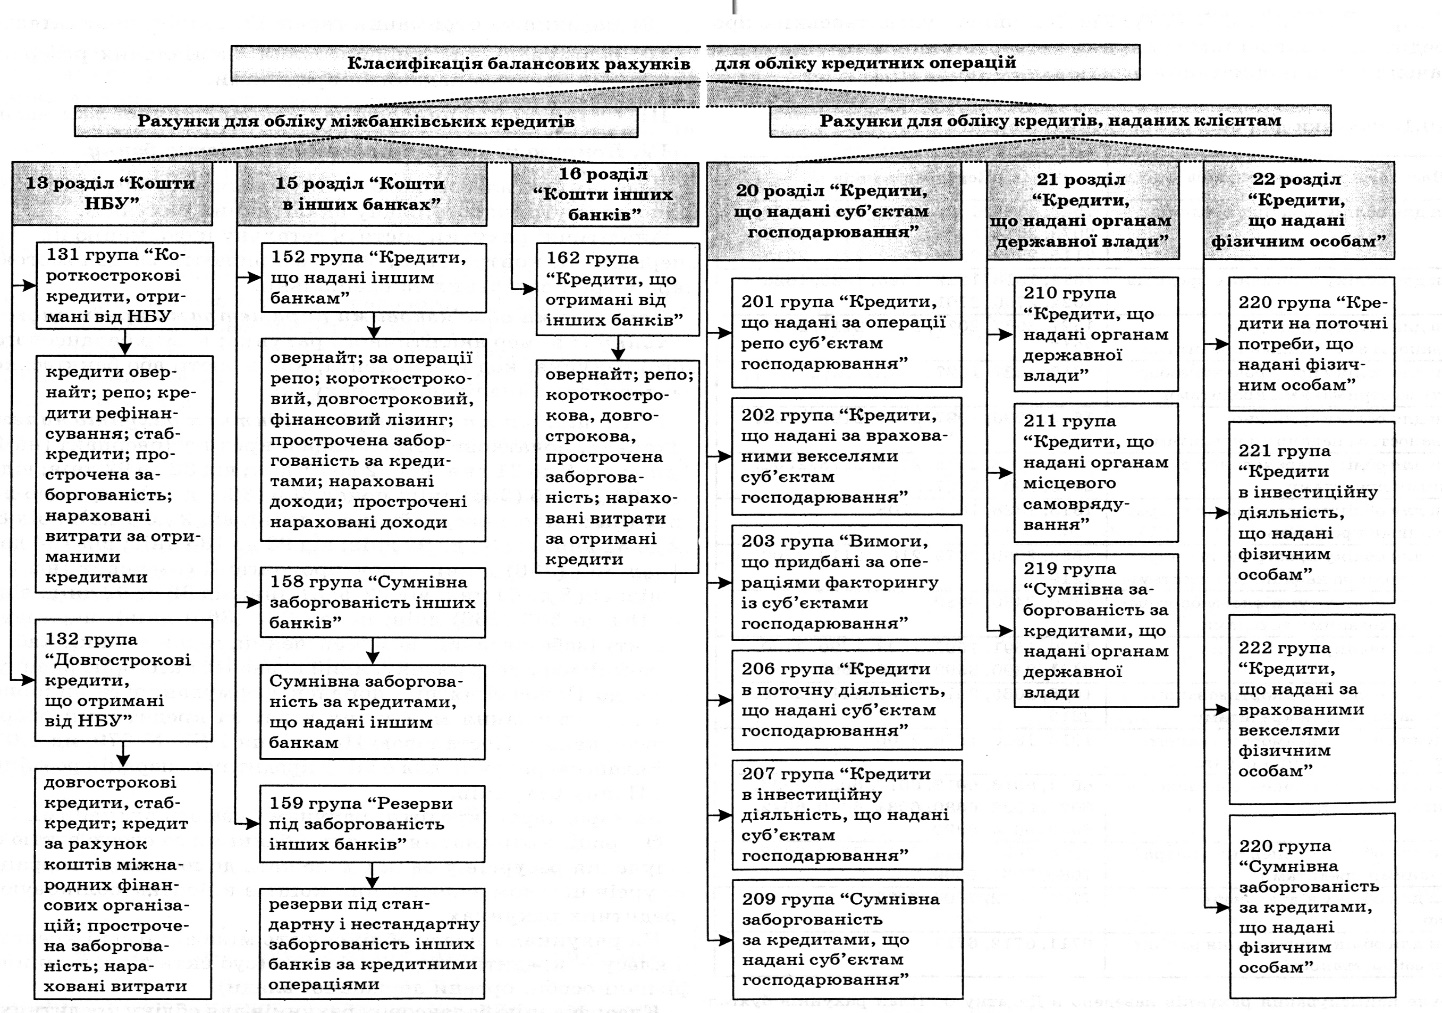 Класифікація балансових рахунків для обліку кредитних операцій
Рахунки для обліку міжбанківських кредитів
Рахунки для обліку кредитів, наданих клієнтам
13 розділ “Кошти
НБУ”
15 розділ “Кошти
в інших банках”
16 розділ
“Кошти інших
банків”
20 розділ “Кредити,
що надані суб’єктам
господарювання”
21 розділ
“Кредити,
що надані органам
державної влади”
22 розділ
“Кредити,
що надані
фізичним особам”
131 група “Ко-
роткострокові
кредити, отри-
мані від НБУ
кредити овер-
найт; репо; кре-
дити рефінан-
сування; стаб-
кредити; про-
строчена за-
боргованість;
нараховані
витрати за отри-
маними
кредитами
132 група
“Довгострокові
кредити,
що отримані
від НБУ”
довгострокові
кредити, стаб-
кредит; кредит
за рахунок
коштів міжна-
родних фінан-
сових організа-
цій; прострочe-
на заборгова-
ність; нара-
ховані витрати
152 група “Кредити,
що надані іншим
банкам”
овернайт; за операції
репо; короткостроко-
вий, довгостроковий,
фінансовий лізинг;
прострочена забор-
гованість за креди-
тами; нараховані
доходи; прострочені
нараховані доходи
158 група “Сумнівна
заборгованість інших
банків”
Сумнівна заборгова-
ність за кредитами,
що надані іншим
банкам
159 група “Резерви
під заборгованість
інших банків”
резерви під стан-
дартну і нестандартну
заборгованість інших
банків за кредитними
операціями
162 група
“Кредити, що
отримані від
інших банків”
овернайт; репо;
короткостро-
кова, довго-
строкова,
прострочена
заборгова-
ність; нарахо-
вані витрати
за отримані
кредити
201 група “Кредити,
що надані за операції
репо суб’єктам
господарювання”
202 група “Кредити,
що надані за врахова-
ними векселями
суб’єктам
господарювання”
203 група “Вимоги,
що придбані за опе-
раціями факторингу
із суб’єктами
господарювання”
206 група “Кредити
в поточну діяльність,
що надані суб’єктам
господарювання”
207 група “Кредити
в інвестиційну
діяльність, що надані
суб’єктам
господарювання”
209 група “Сумнівна
заборгованість
за кредитами, що
надані суб’єктам
господарювання”
210 група
“Кредити, що
надані органам
державної
влади”
211 група
“Кредити, що
надані органам
місцевого
самовряду-
вання”
219 група
“Сумнівна за-
боргованість за
кредитами, що
надані органам
державної
влади
220 група “Кре-
дити на поточні
потреби, що
надані фізич-
ним особам”
221 група
“Кредити
в інвестиційну
діяльність,
що надані
фізичним
особам”
222 група
“Кредити,
що надані за
врахованими
векселями
фізичним
особам”
220 група
“Сумнівна
заборгованість
за кредитами,
що надані
фізичним
особам”